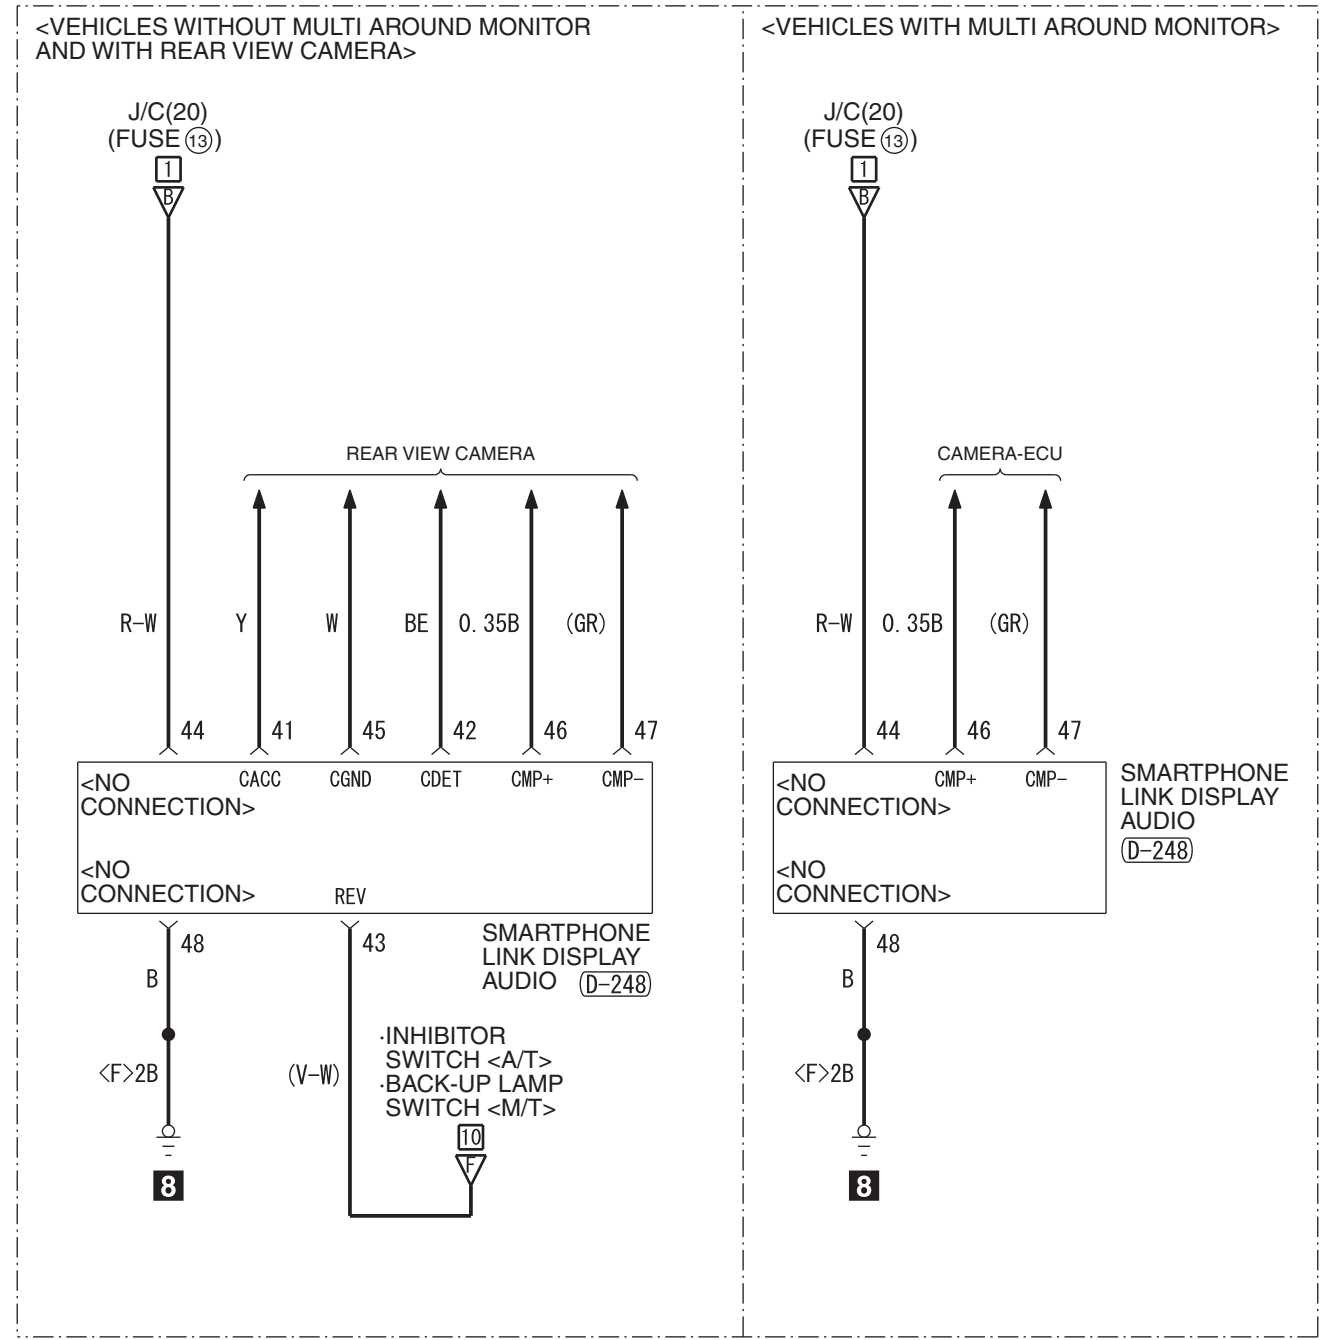 <VEHICLES WITHOUT MULTI AROUND MONITOR
AND WITH REAR VIEW CAMERA>
J/C(20)
(FUSE 13)
1
B
REAR VIEW CAMERA
R-W
Y
W
BE
0.35B
(GR)
44
41
45
42
46
47
<NO
CONNECTION>
CACC
CGND
CDET
CMP+
CMP-
<NO
CONNECTION>
REV
48
43
SMARTPHONE
LINK DISPLAY
AUDIO (D-248)
B
<F>2B
(V-W)
·INHIBITOR
SWITCH <A/T>
·BACK-UP LAMP
SWITCH <M/T>
10
F
8
<VEHICLES WITH MULTI AROUND MONITOR>
J/C(20)
(FUSE 13)
1
B
CAMERA-ECU
R-W
0.35B
(GR)
44
46
47
<NO
CONNECTION>
CMP+
CMP-
<NO
CONNECTION>
SMARTPHONE
LINK DISPLAY
AUDIO
(D-248)
48
B
<F>2B
8